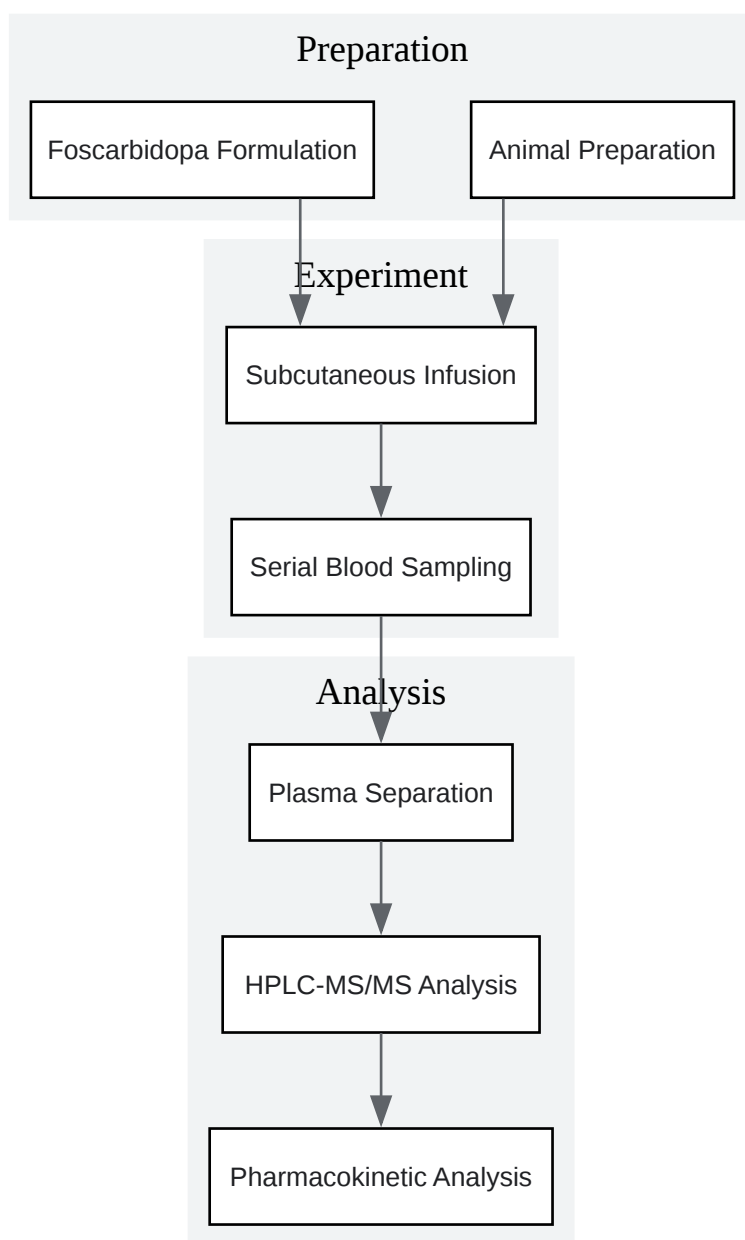 Preparation
Foscarbidopa Formulation
Animal Preparation
Experiment
Subcutaneous Infusion
Serial Blood Sampling
Analysis
Plasma Separation
HPLC-MS/MS Analysis
Pharmacokinetic Analysis